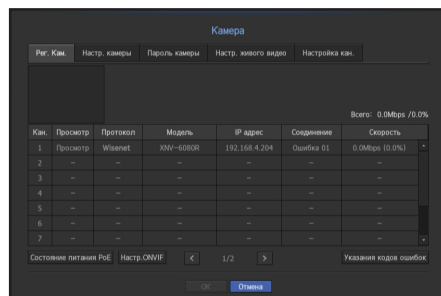 Камера
Рег. Кам. Настр. камеры Пароль камеры Настр. живого видео Настройка кан.
Всего: 0.0Mbps /0.0%
Кан. Просмотр Протокол Модель IP адрес Соединение Скорость
1 Просмотр Wisenet XNV-6080R 192.168.4.204 Ошибка 01 0.0Mbps (0.0%)
2 – – – – – –
3 – – – – – –
4 – – – – – –
5 – – – – – –
6 – – – – – –
7 – – – – – –
Состояние питания PoE Настр.ONVIF < 1/2 > Указания кодов ошибок
OK Отмена